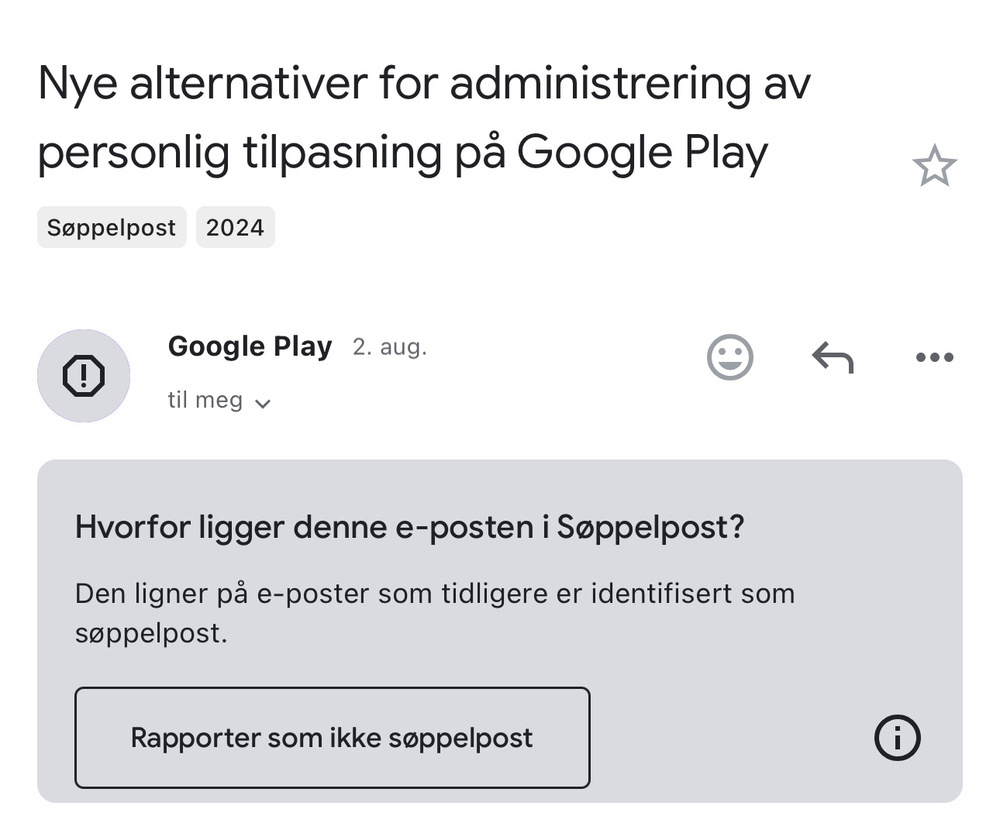 Nye alternativer for administrering av
personlig tilpasning på Google Play
Søppelpost 2024
Google Play 2. aug.
til meg
Hvorfor ligger denne e-posten i Søppelpost?
Den ligner på e-poster som tidligere er identifisert som
søppelpost.
Rapporter som ikke søppelpost